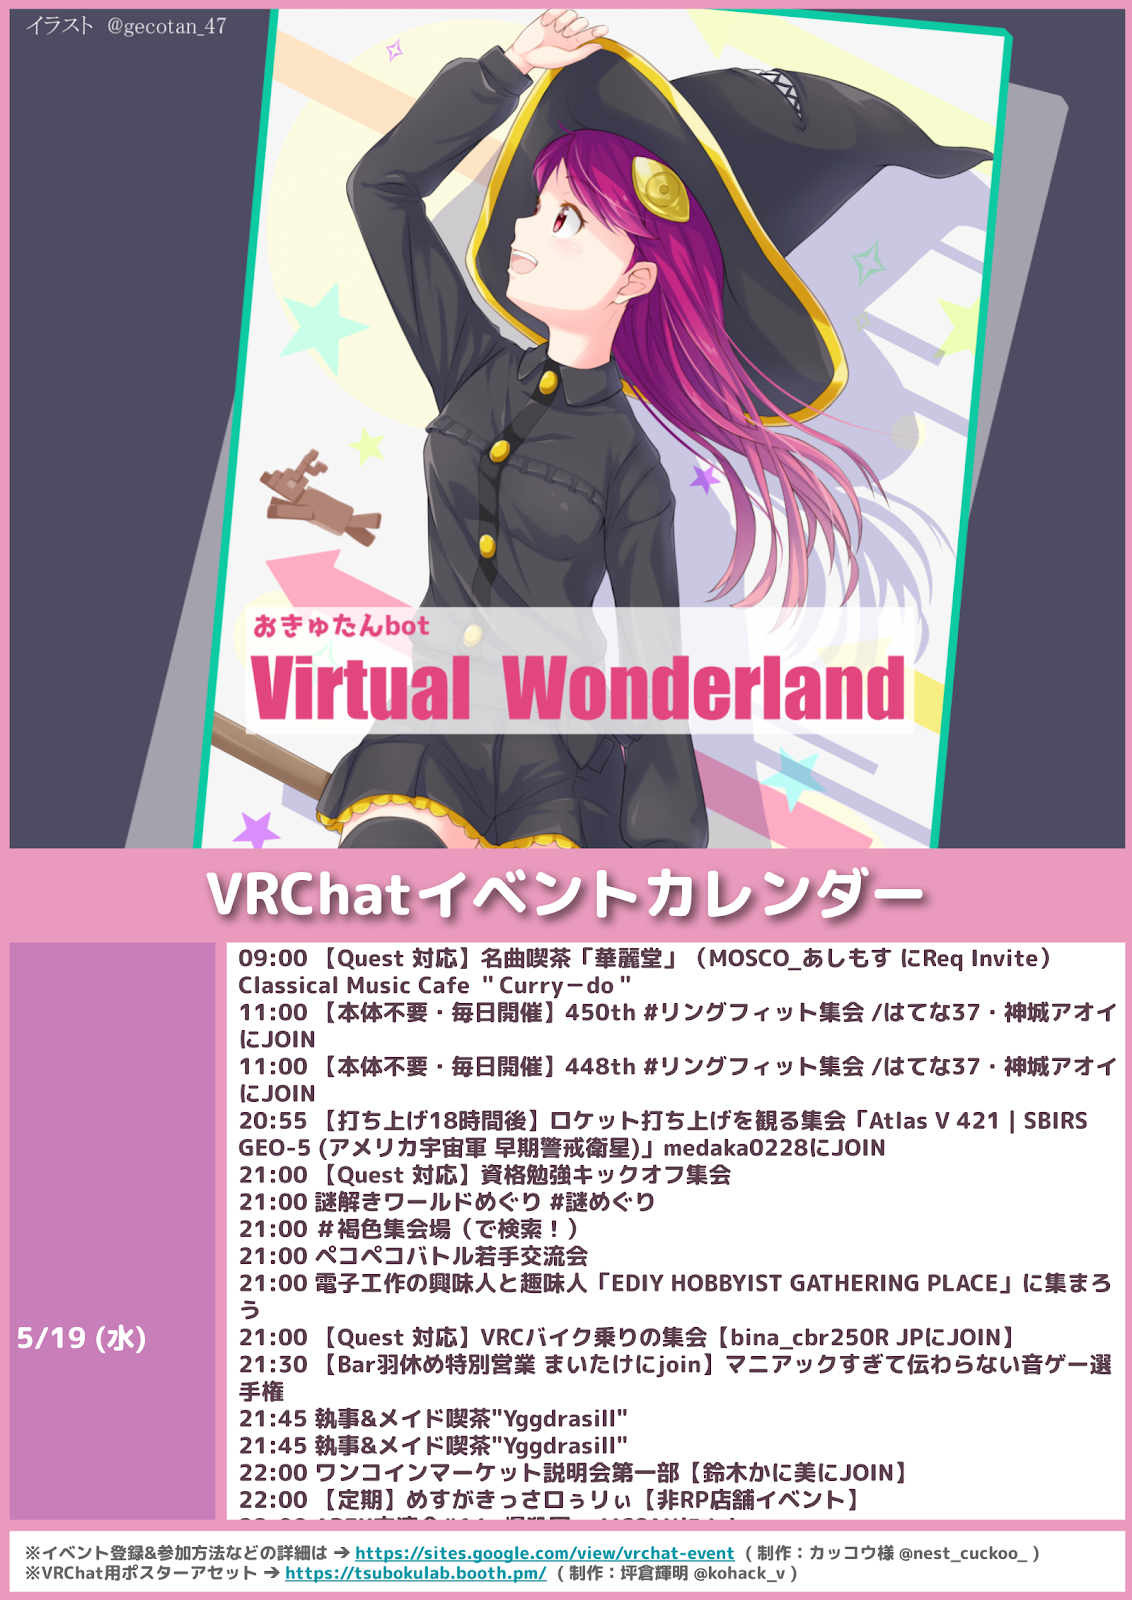 イラスト @gecotan_47
おきゅたんbot
Virtual Wonderland
VRChatイベントカレンダー
5/19 (水)
09:00 【Quest 対応】名曲喫茶「華麗堂」（MOSCO_あしもす にReq Invite）
Classical Music Cafe ＂Curryーdo＂
11:00 【本体不要・毎日開催】450th #リングフィット集会 /はてな37・神城アオイ
にJOIN
11:00 【本体不要・毎日開催】448th #リングフィット集会 /はてな37・神城アオイ
にJOIN
20:55 【打ち上げ18時間後】ロケット打ち上げを観る集会「Atlas V 421 | SBIRS
GEO-5 (アメリカ宇宙軍 早期警戒衛星)」medaka0228にJOIN
21:00 【Quest 対応】資格勉強キックオフ集会
21:00 謎解きワールドめぐり #謎めぐり
21:00 ＃褐色集会場（で検索！）
21:00 ペコペコバトル若手交流会
21:00 電子工作の興味人と趣味人「EDIY HOBBYIST GATHERING PLACE」に集まろ
う
21:00 【Quest 対応】VRCバイク乗りの集会【bina_cbr250R JPにJOIN】
21:30 【Bar羽休め特別営業 まいたけにjoin】マニアックすぎて伝わらない音ゲー選
手権
21:45 執事&メイド喫茶"Yggdrasill"
21:45 執事&メイド喫茶"Yggdrasill"
22:00 ワンコインマーケット説明会第一部【鈴木かに美にJOIN】
22:00 【定期】めすがきっさロぅリぃ【非RP店舗イベント】
※イベント登録&参加方法などの詳細は ➔ https://sites.google.com/view/vrchat-event （制作：カッコウ様 @nest_cuckoo_ ）
※VRChat用ポスターアセット ➔ https://tsubokulab.booth.pm/ （制作：坪倉輝明 @kohack_v ）